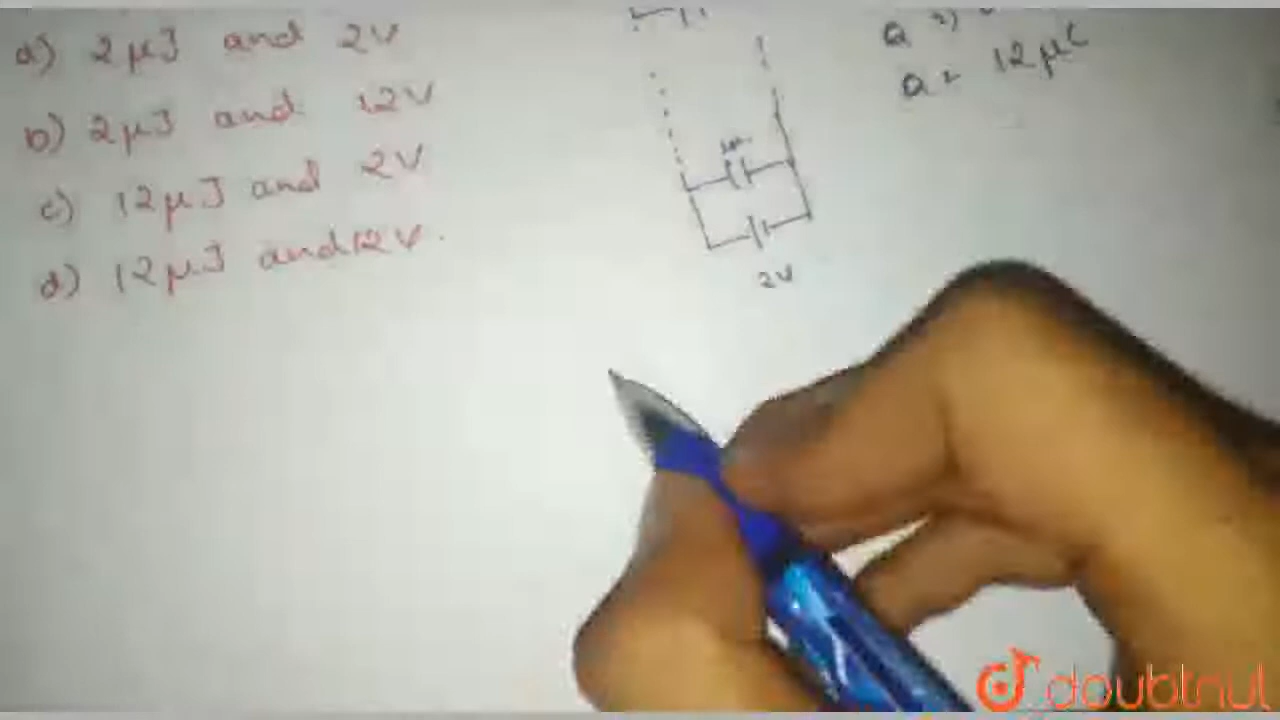 a) 2μJ and 2V
b) 2μJ and 12V
c) 12μJ and 2V
d) 12μJ and 12V.
2V
Q =
Q = 12μC
doubtnut